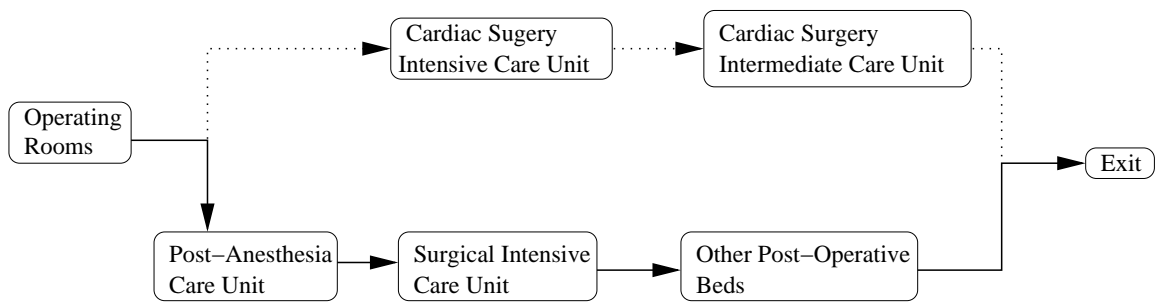 Cardiac Sugery
Intensive Care Unit
Cardiac Surgery
Intermediate Care Unit
Operating
Rooms
Exit
Post−Anesthesia
Care Unit
Surgical Intensive
Care Unit
Other Post−Operative
Beds